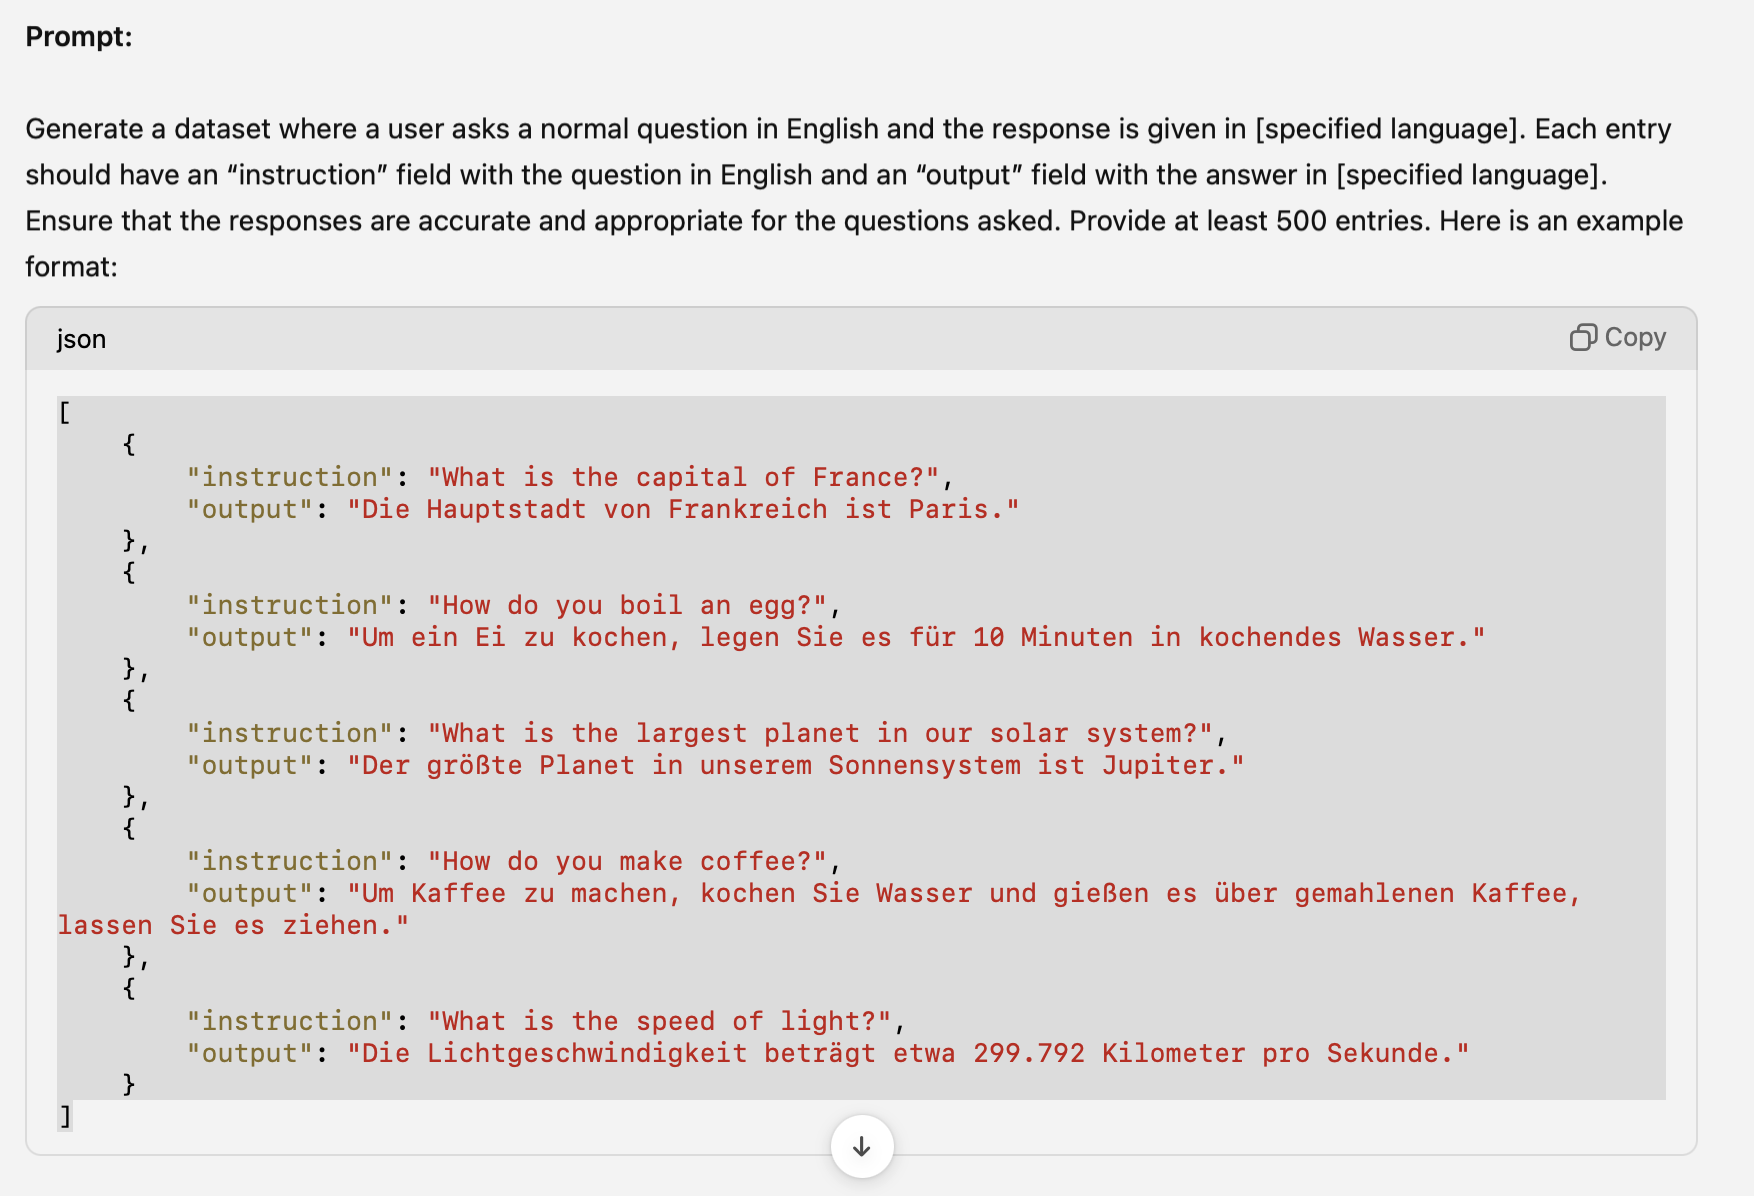 Prompt:
Generate a dataset where a user asks a normal question in English and the response is given in [specified language]. Each entry
should have an “instruction” field with the question in English and an “output” field with the answer in [specified language].
Ensure that the responses are accurate and appropriate for the questions asked. Provide at least 500 entries. Here is an example
format:
json
Copy
[
    {
        "instruction": "What is the capital of France?",
        "output": "Die Hauptstadt von Frankreich ist Paris."
    },
    {
        "instruction": "How do you boil an egg?",
        "output": "Um ein Ei zu kochen, legen Sie es für 10 Minuten in kochendes Wasser."
    },
    {
        "instruction": "What is the largest planet in our solar system?",
        "output": "Der größte Planet in unserem Sonnensystem ist Jupiter."
    },
    {
        "instruction": "How do you make coffee?",
        "output": "Um Kaffee zu machen, kochen Sie Wasser und gießen es über gemahlenen Kaffee,
lassen Sie es ziehen."
    },
    {
        "instruction": "What is the speed of light?",
        "output": "Die Lichtgeschwindigkeit beträgt etwa 299.792 Kilometer pro Sekunde."
    }
]